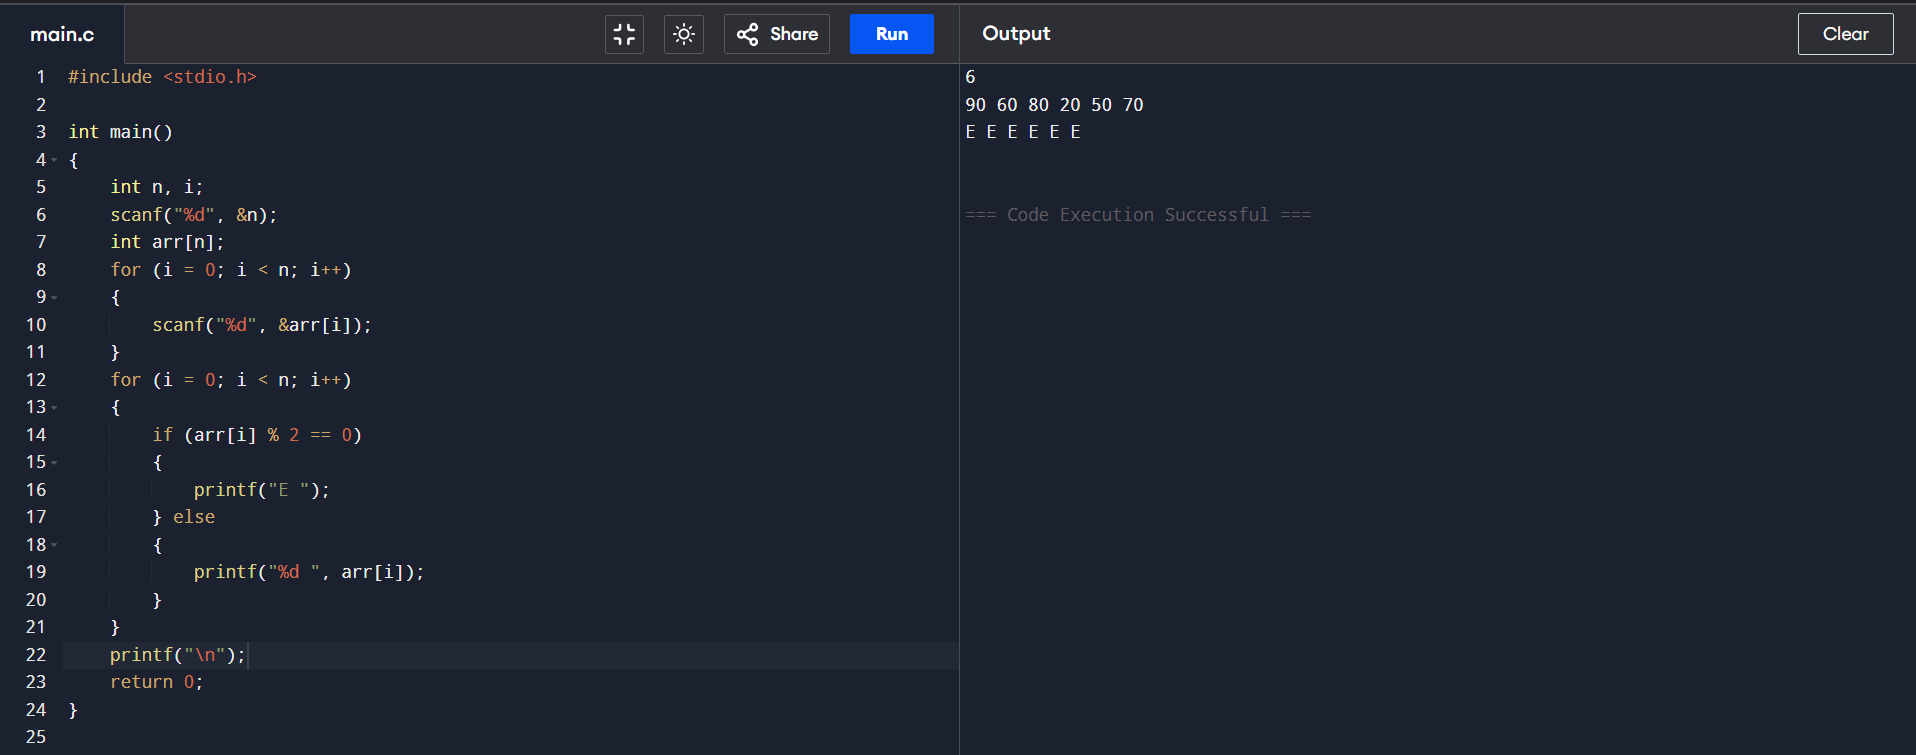 main.c
Share
Run
Output
Clear
1 #include <stdio.h>
2
3 int main()
4 {
5     int n, i;
6     scanf("%d", &n);
7     int arr[n];
8     for (i = 0; i < n; i++)
9     {
10         scanf("%d", &arr[i]);
11     }
12     for (i = 0; i < n; i++)
13     {
14         if (arr[i] % 2 == 0)
15         {
16             printf("E ");
17         } else
18         {
19             printf("%d ", arr[i]);
20         }
21     }
22     printf("\n");
23     return 0;
24 }
25
6
90 60 80 20 50 70
E E E E E E
=== Code Execution Successful ===